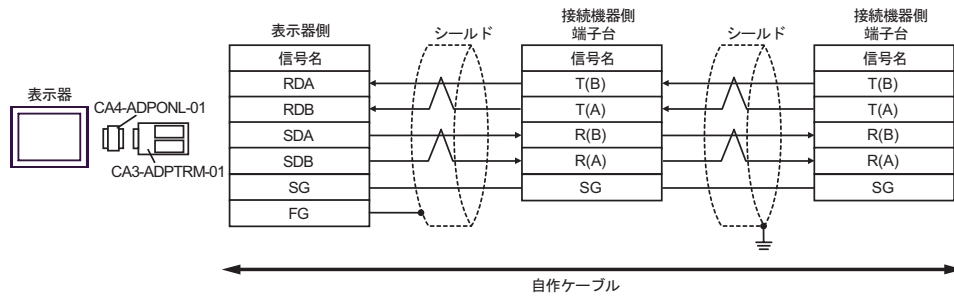 表示器
CA4-ADPONL-01
CA3-ADPTRM-01
表示器側
信号名
RDA
RDB
SDA
SDB
SG
FG
シールド
接続機器側
端子台
信号名
T(B)
T(A)
R(B)
R(A)
SG
シールド
接続機器側
端子台
信号名
T(B)
T(A)
R(B)
R(A)
SG
自作ケーブル